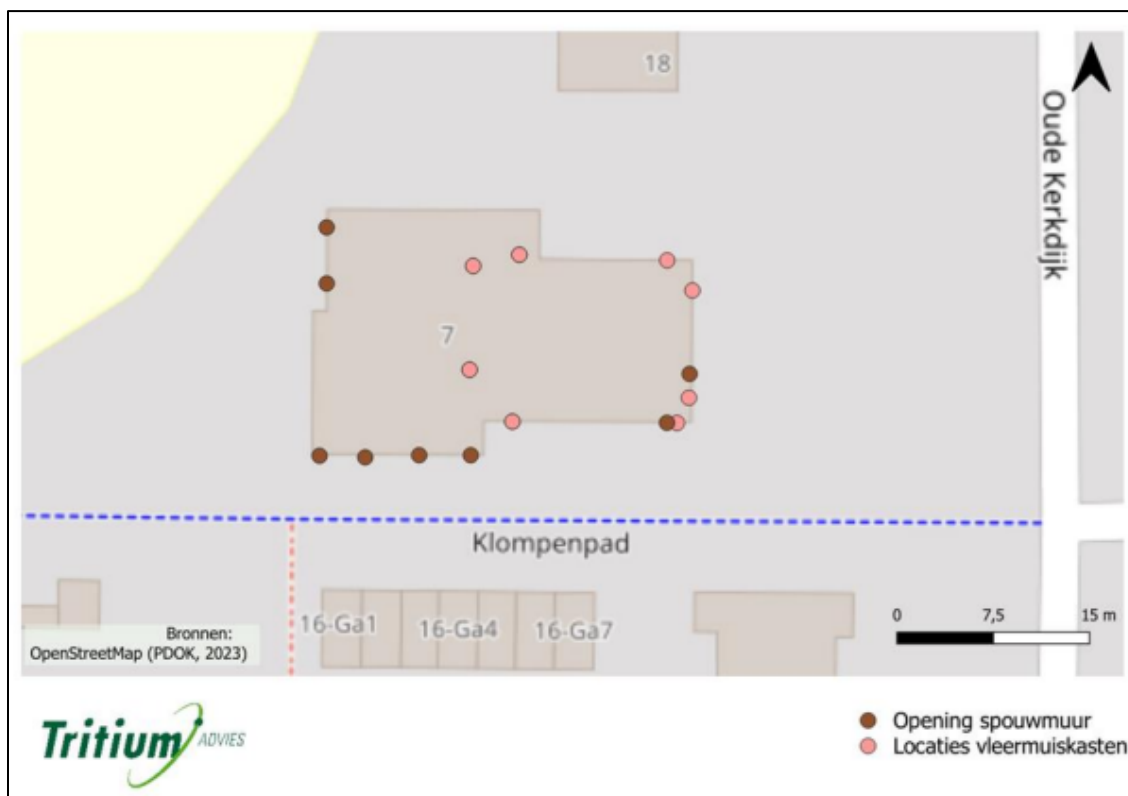 18
Oude Kerkdijk
7
Klompenpad
16-Ga1
16-Ga4
16-Ga7
0
7,5
15 m
Bronnen:
OpenStreetMap (PDOK, 2023)
Tritium ADVIES
Opening spouwmuur
Locaties vleermuiskasten